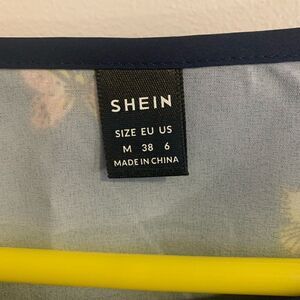 SHEIN
SIZE EU US
M 38 6
MADE IN CHINA